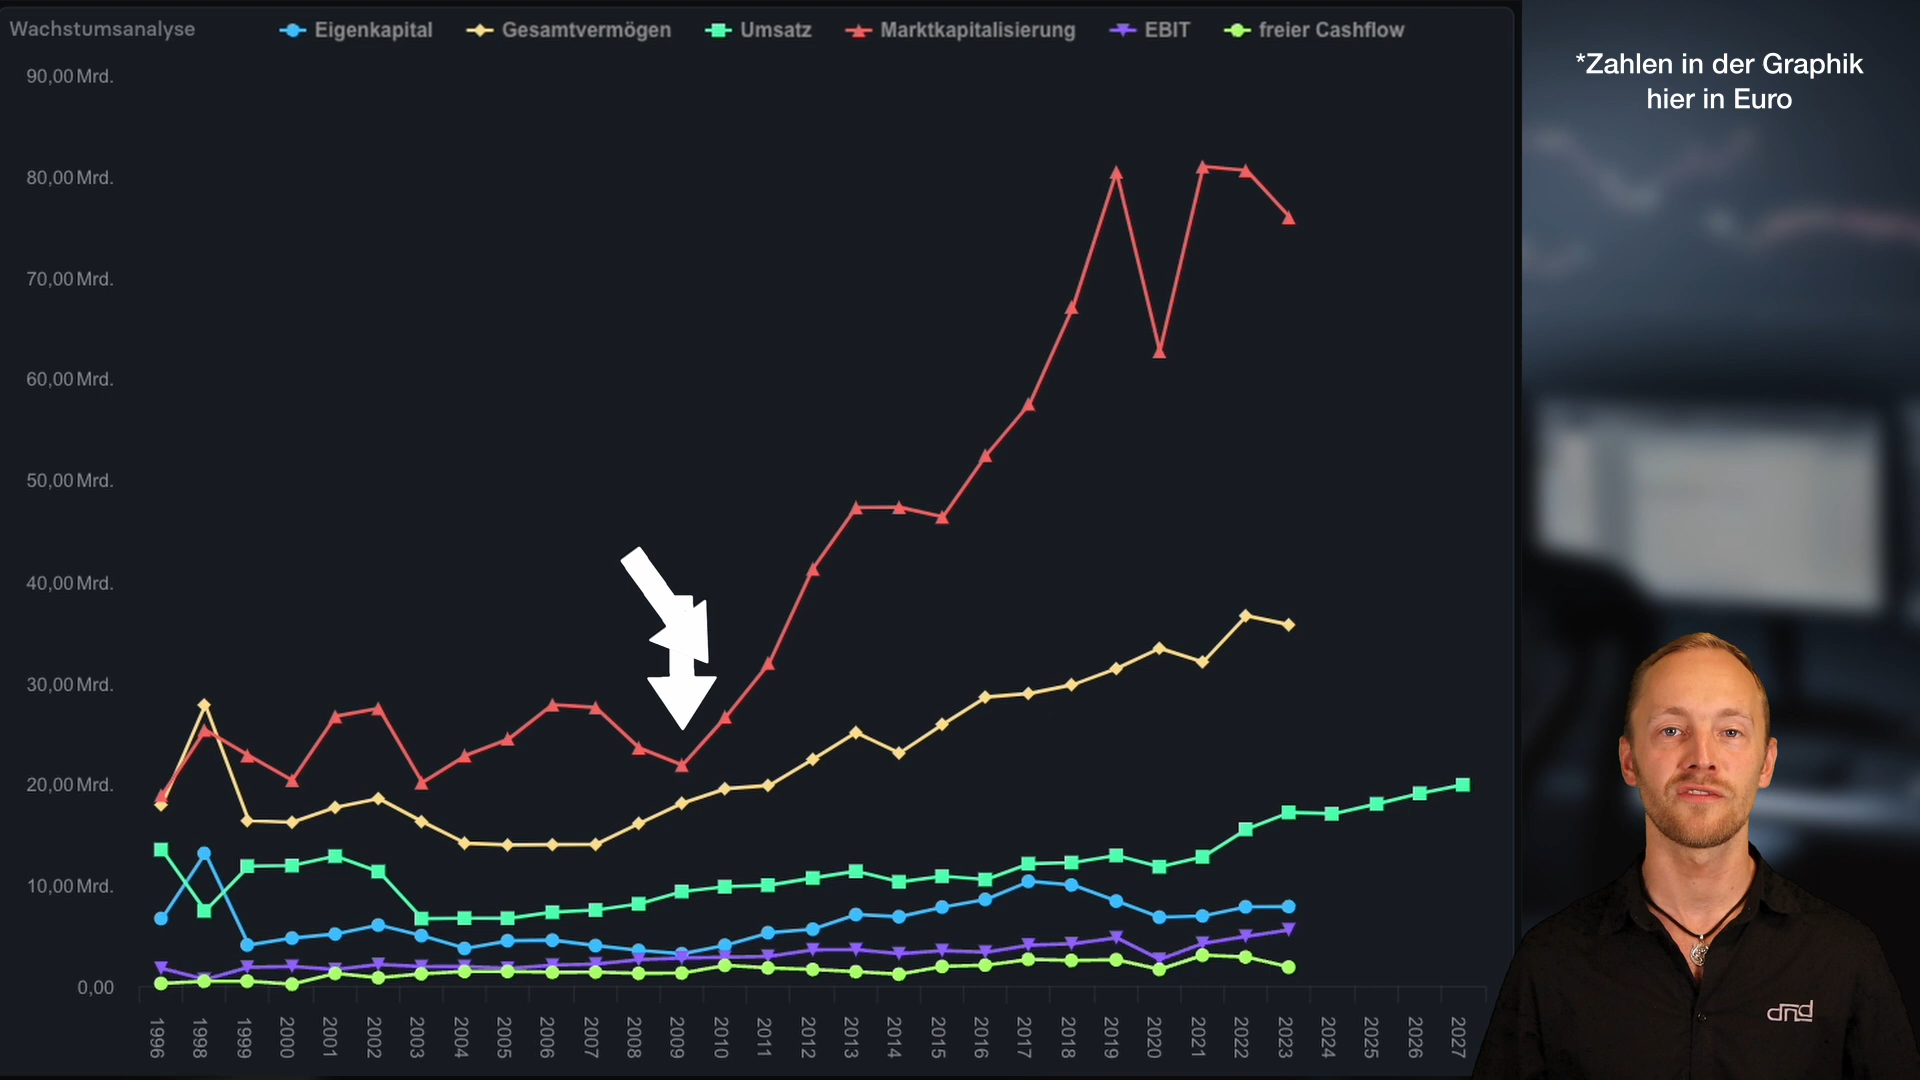 Wachstumsanalyse
Eigenkapital
Gesamtvermögen
Umsatz
Marktkapitalisierung
EBIT
freier Cashflow
*Zahlen in der Graphik
hier in Euro
90,00 Mrd.
80,00 Mrd.
70,00 Mrd.
60,00 Mrd.
50,00 Mrd.
40,00 Mrd.
30,00 Mrd.
20,00 Mrd.
10,00 Mrd.
0,00
1996
1998
1999
2000
2001
2002
2003
2004
2005
2006
2007
2008
2009
2010
2011
2012
2013
2014
2015
2016
2017
2018
2019
2020
2021
2022
2023
2024
2025
2026
2027
dnd